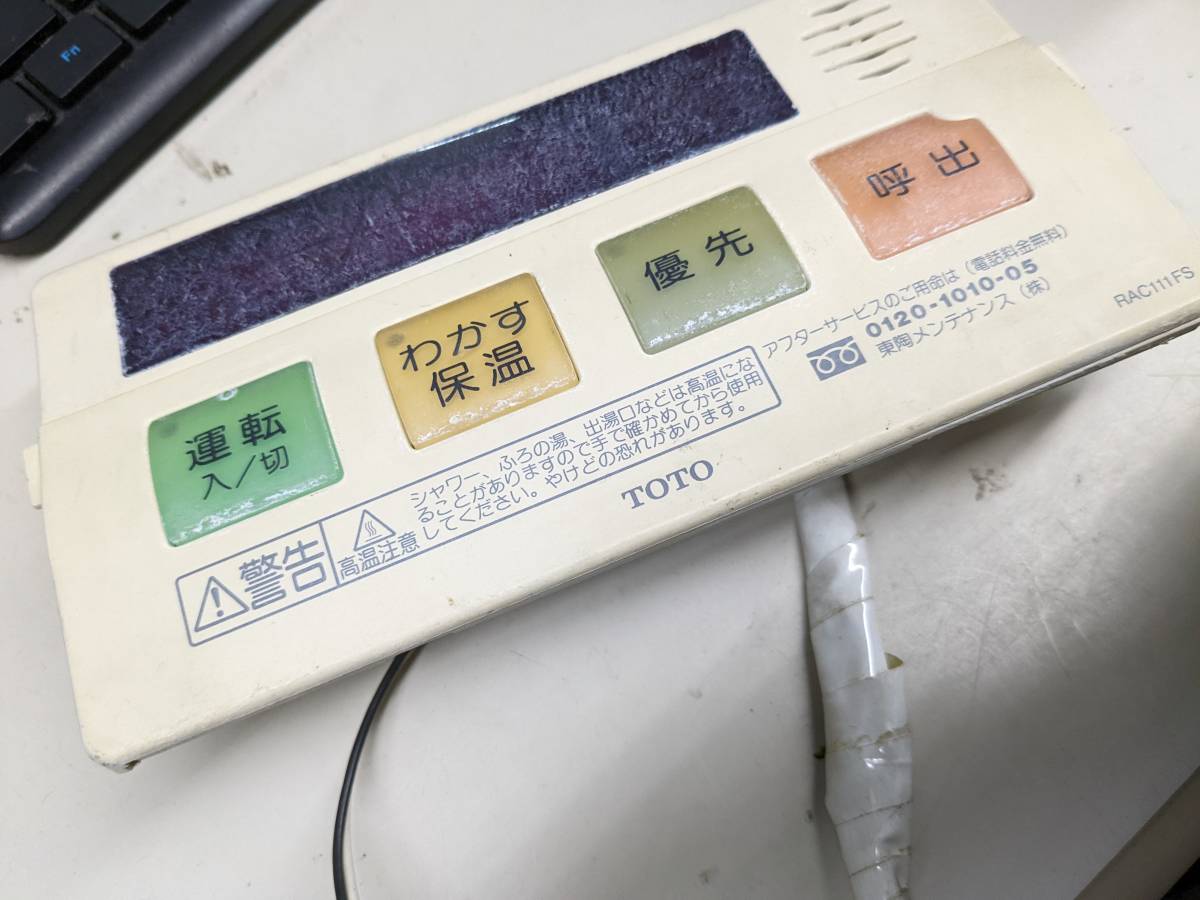 Fn
運転
入／切
わかす
保温
優先
警告
高温注意
シャワー、ふろの湯、出湯口などは高温にな
ることがありますので手で確かめてから使用
してください。やけどの恐れがあります。
TOTO
アフターサービスのご用命は（電話料金無料）
0120-1010-05
東陶メンテナンス（株）
RAC111FS